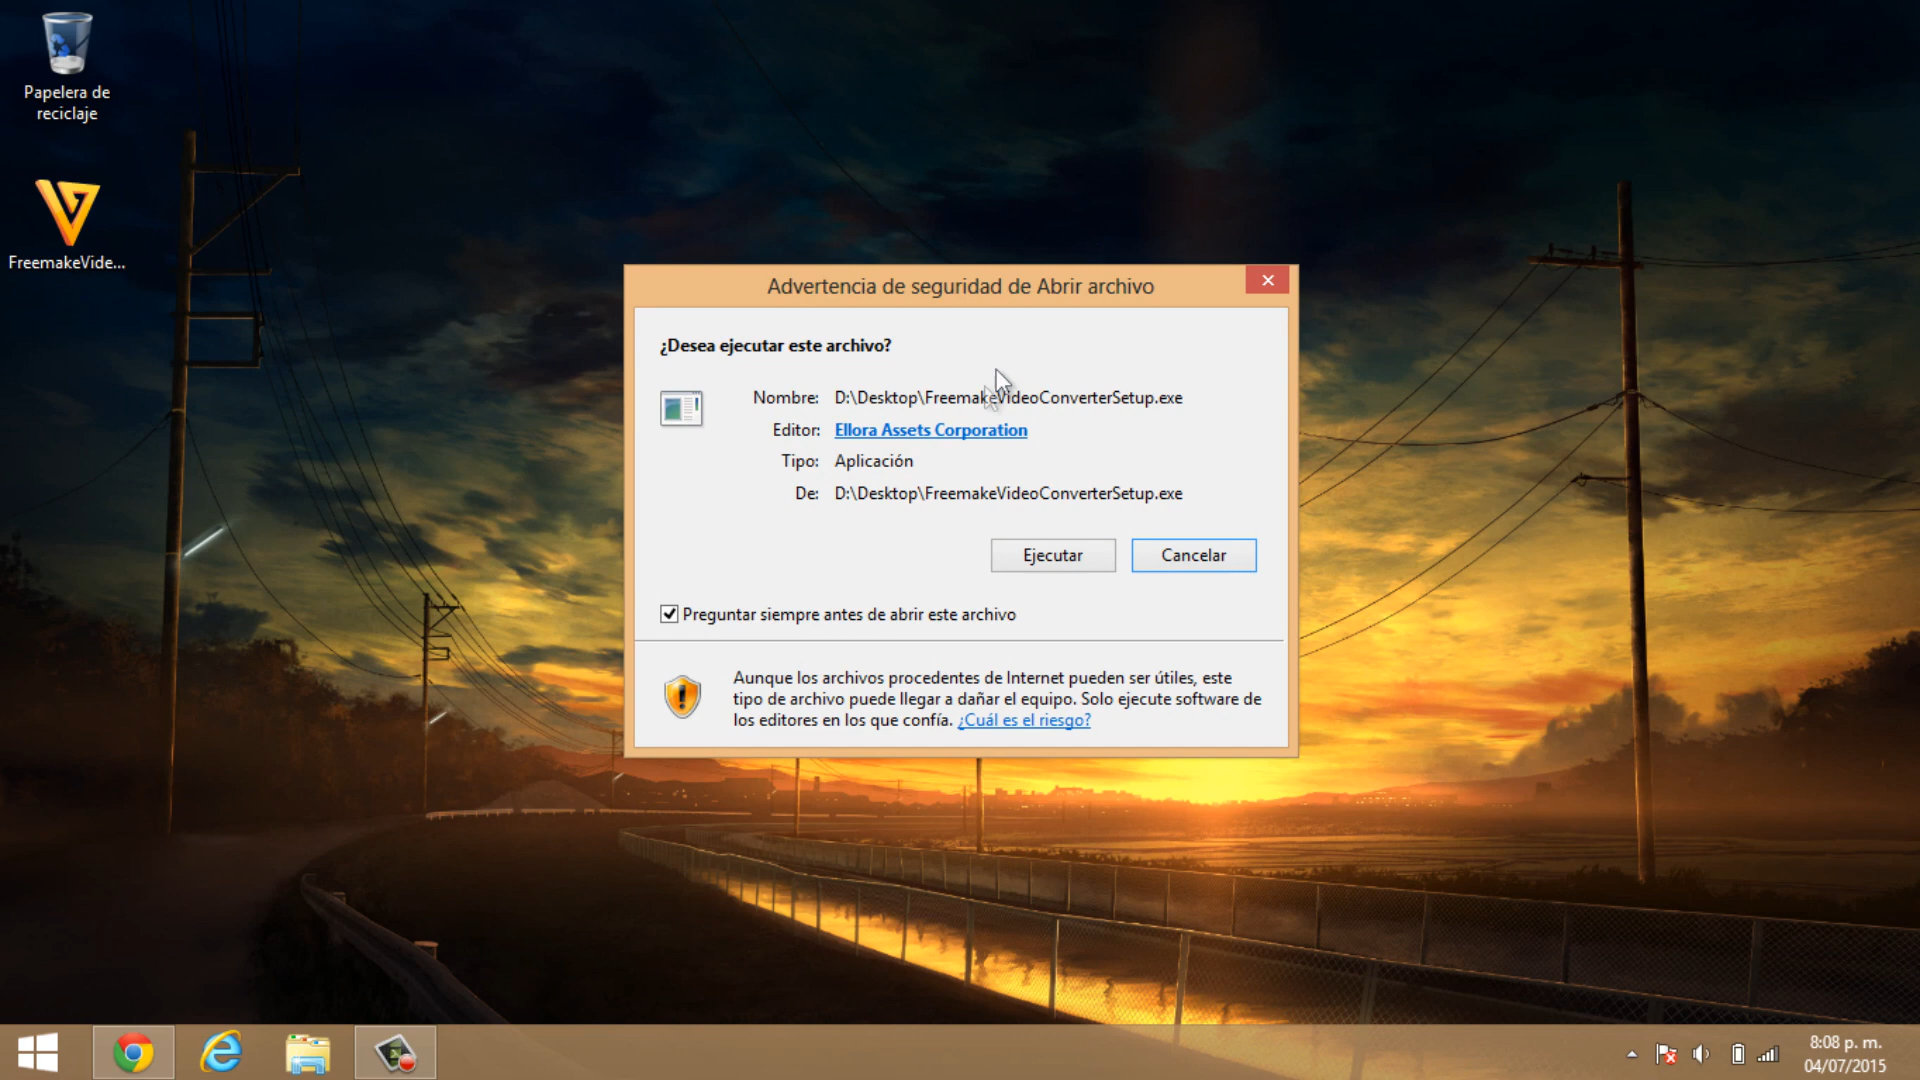 Papelera de
reciclaje
FreemakeVide...
Advertencia de seguridad de Abrir archivo
¿Desea ejecutar este archivo?
Nombre: D:\Desktop\FreemakeVideoConverterSetup.exe
Editor: Ellora Assets Corporation
Tipo: Aplicación
De: D:\Desktop\FreemakeVideoConverterSetup.exe
Ejecutar Cancelar
Preguntar siempre antes de abrir este archivo
Aunque los archivos procedentes de Internet pueden ser útiles, este
tipo de archivo puede llegar a dañar el equipo. Solo ejecute software de
los editores en los que confía. ¿Cuál es el riesgo?
8:08 p. m.
04/07/2015